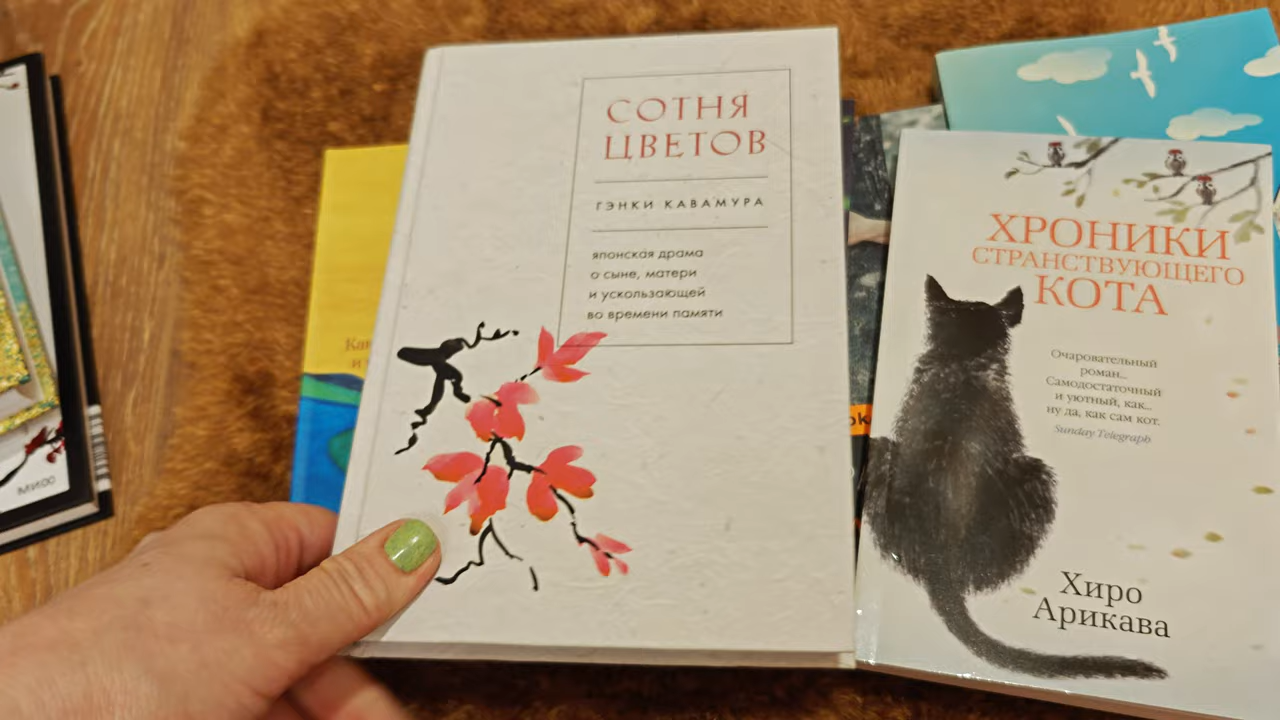 СОТНЯ
ЦВЕТОВ
ГЭНКИ КАВАМУРА
японская драма
о сыне, матери
и ускользающей
во времени памяти
ХРОНИКИ
СТРАНСТВУЮЩЕГО
КОТА
Очаровательный
роман...
Самодостаточный
и уютный, как...
ну да, как сам кот.
Sunday Telegraph
Хиро
Арикава
МИФ